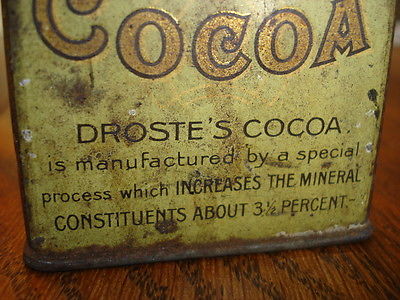 COCOA
DROSTE'S COCOA.
is manufactured by a special
process which INCREASES THE MINERAL
CONSTITUENTS ABOUT 3½ PERCENT.-